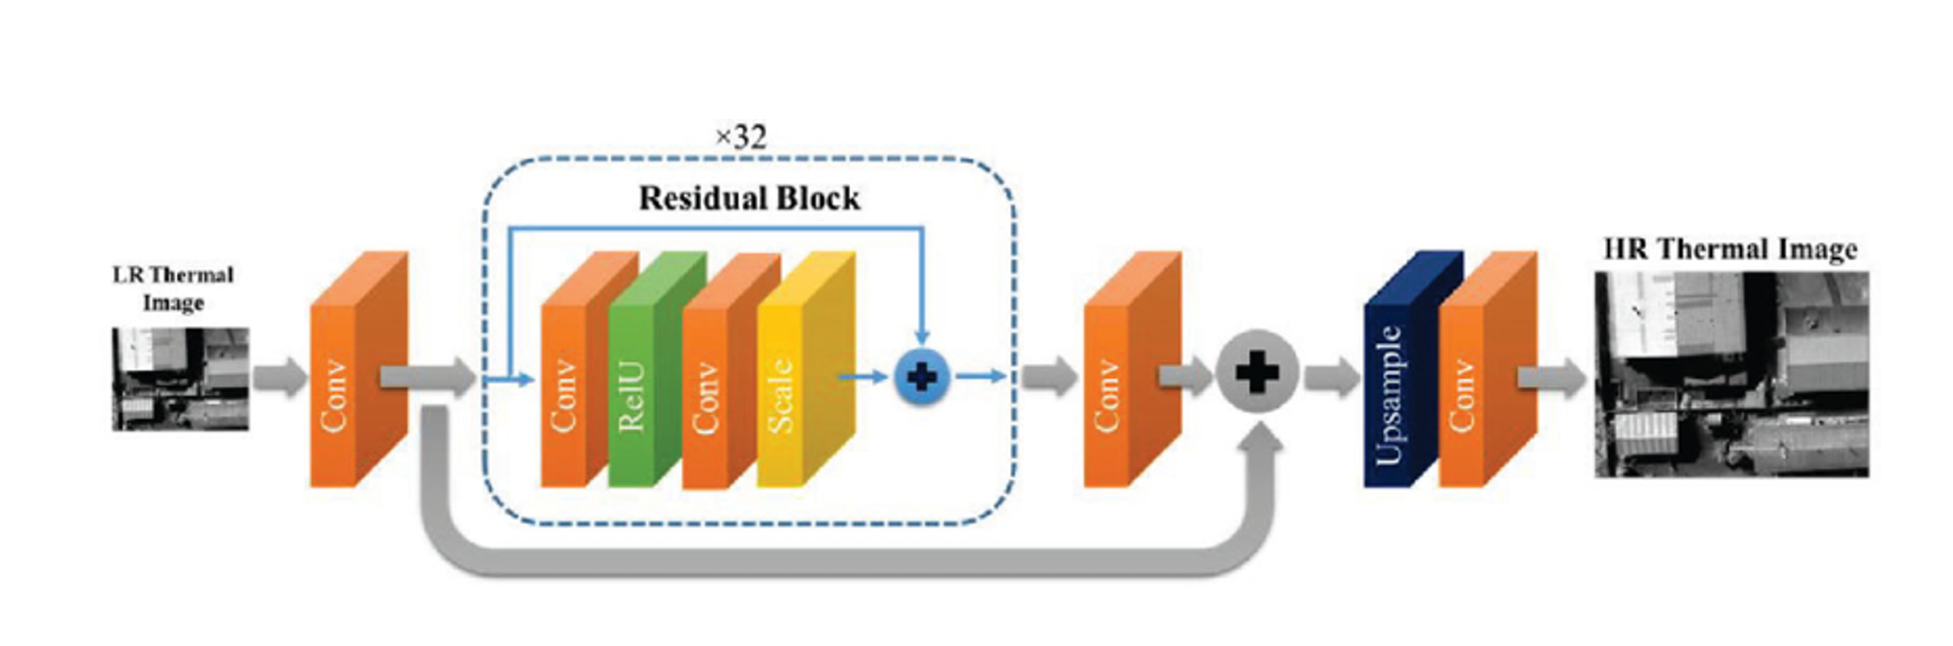 ×32
Residual Block
LR Thermal
Image
Conv
Conv
RelU
Conv
Scale
Conv
Upsample
Conv
HR Thermal Image